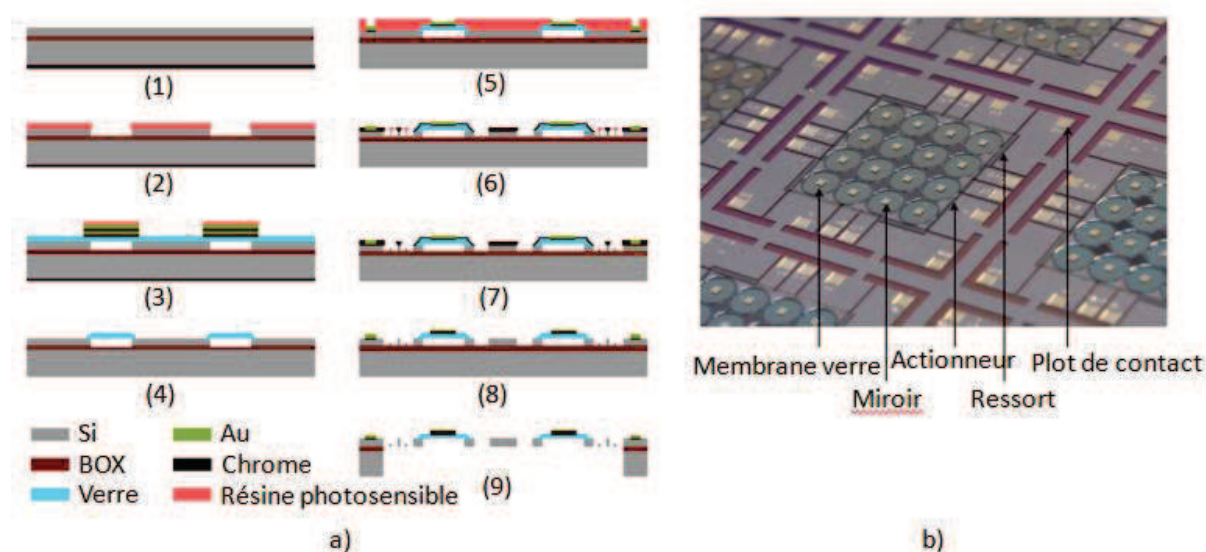 (1)
(2)
(3)
(4)
(5)
(6)
(7)
(8)
(9)
Si
BOX
Verre
Au
Chrome
Résine photosensible
a)
Membrane verre
Miroir
Actionneur
Ressort
Plot de contact
b)